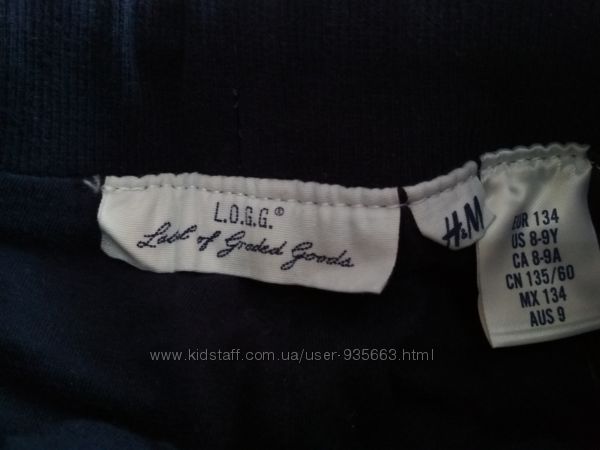 L.O.G.G.®
Label of Graded Goods
H&M
EUR 134
US 8-9Y
CA 8-9A
CN 135/60
MX 134
AUS 9
www.kidstaff.com.ua/user-935663.html